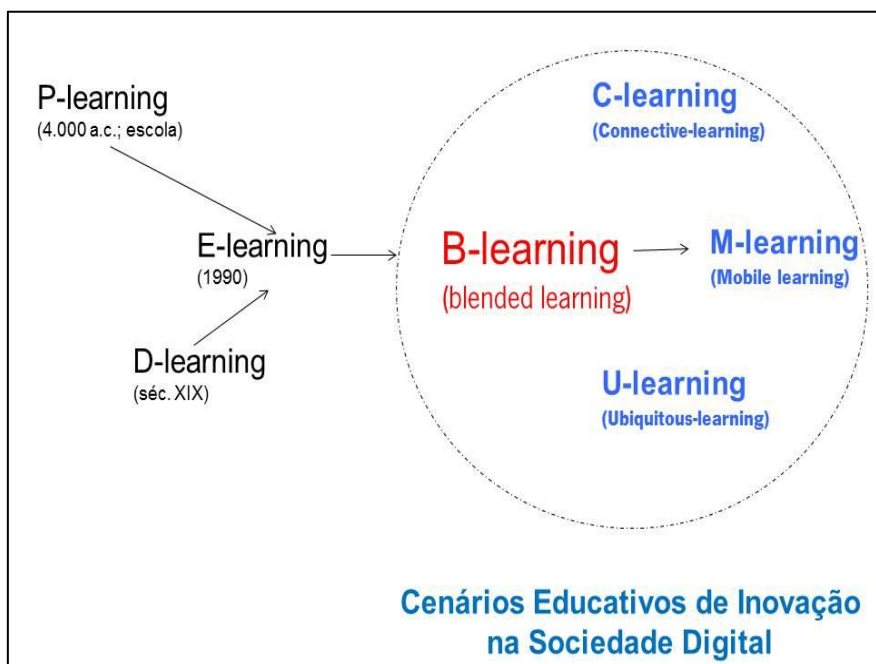 P-learning
(4.000 a.c.; escola)
E-learning
(1990)
D-learning
(séc. XIX)
C-learning
(Connective-learning)
B-learning
(blended learning)
M-learning
(Mobile learning)
U-learning
(Ubiquitous-learning)
Cenários Educativos de Inovação
na Sociedade Digital